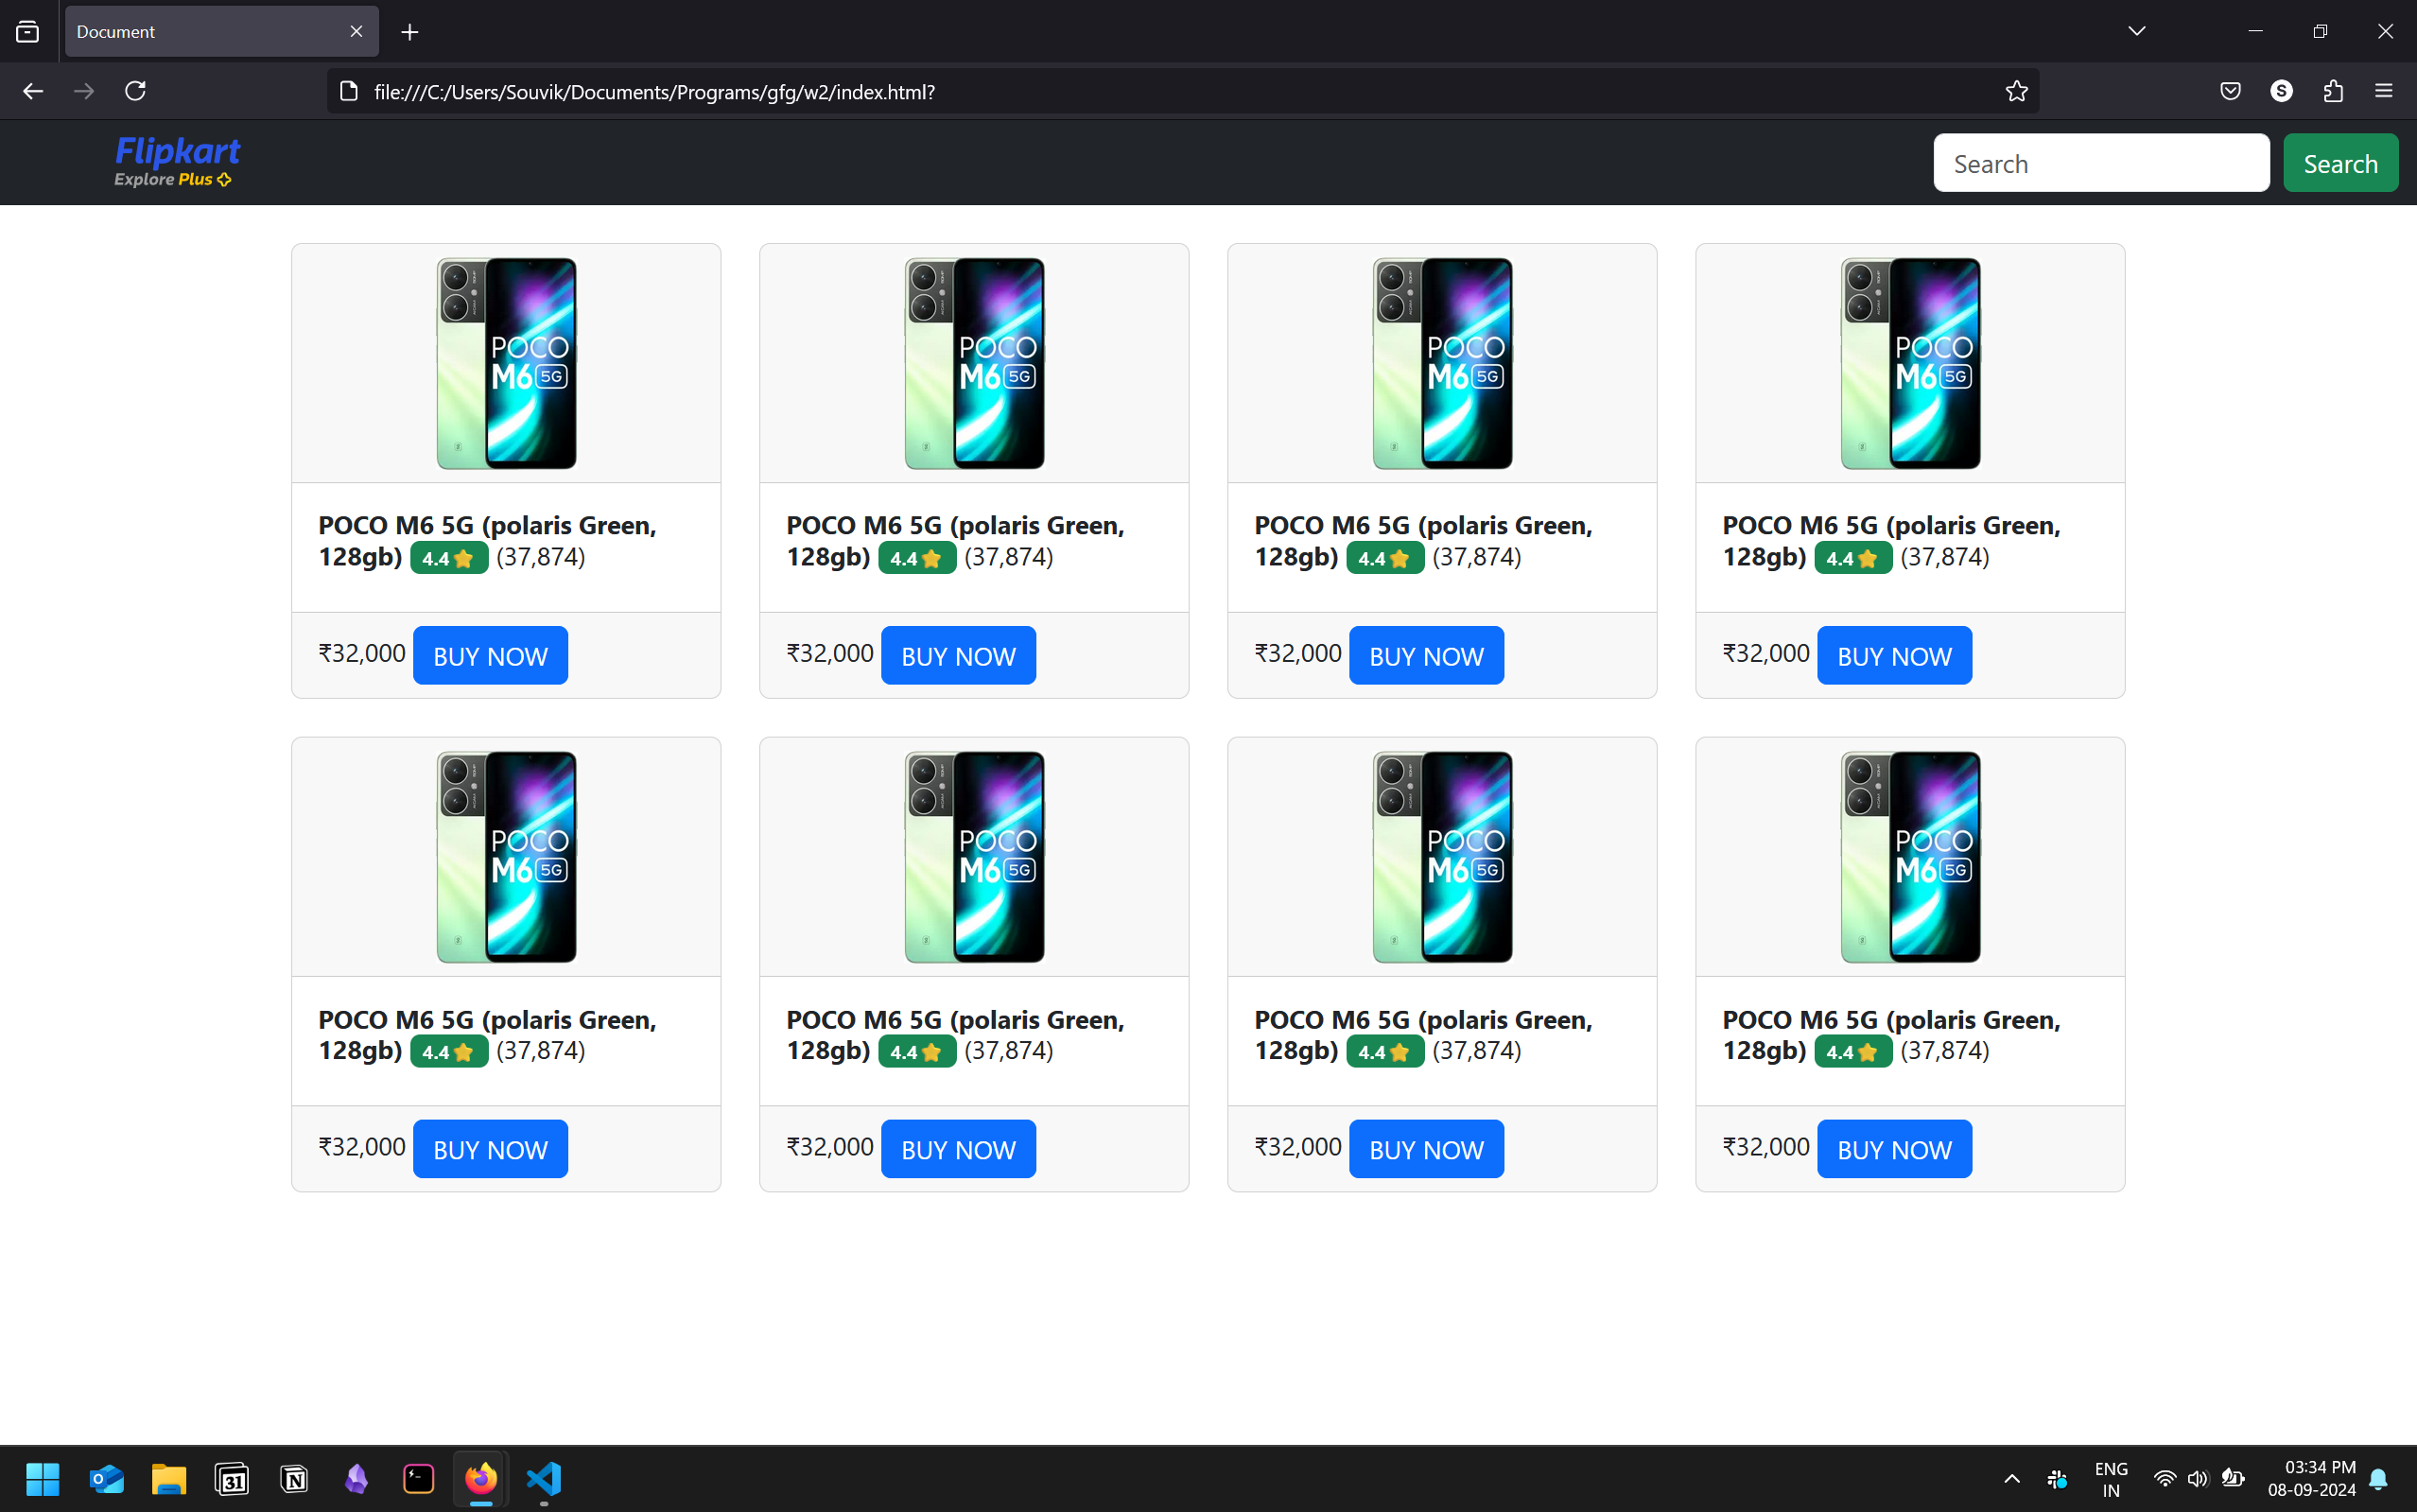 Document
file:///C:/Users/Souvik/Documents/Programs/gfg/w2/index.html?
S
Flipkart
Explore Plus
Search
Search
POCO
M6 5G
POCO
M6 5G
POCO
M6 5G
POCO
M6 5G
POCO M6 5G (polaris Green,
128gb) 4.4⭐ (37,874)
POCO M6 5G (polaris Green,
128gb) 4.4⭐ (37,874)
POCO M6 5G (polaris Green,
128gb) 4.4⭐ (37,874)
POCO M6 5G (polaris Green,
128gb) 4.4⭐ (37,874)
₹32,000 BUY NOW
₹32,000 BUY NOW
₹32,000 BUY NOW
₹32,000 BUY NOW
POCO
M6 5G
POCO
M6 5G
POCO
M6 5G
POCO
M6 5G
POCO M6 5G (polaris Green,
128gb) 4.4⭐ (37,874)
POCO M6 5G (polaris Green,
128gb) 4.4⭐ (37,874)
POCO M6 5G (polaris Green,
128gb) 4.4⭐ (37,874)
POCO M6 5G (polaris Green,
128gb) 4.4⭐ (37,874)
₹32,000 BUY NOW
₹32,000 BUY NOW
₹32,000 BUY NOW
₹32,000 BUY NOW
31
ENG
IN
03:34 PM
08-09-2024